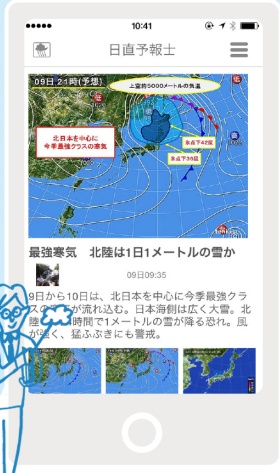 10:41
日直予報士
09日 21時(予想)
上空約5000メートルの気温
北日本を中心に
今季最強クラスの寒気
氷点下42度
氷点下36度
tenki.jp
最強寒気 北陸は1日1メートルの雪か
09日09:35
9日から10日は、北日本を中心に今季最強クラ
スの が流れ込む。日本海側は広く大雪。北
陸 時間で1メートルの雪が降る恐れ。風
が く、猛ふぶきにも警戒。